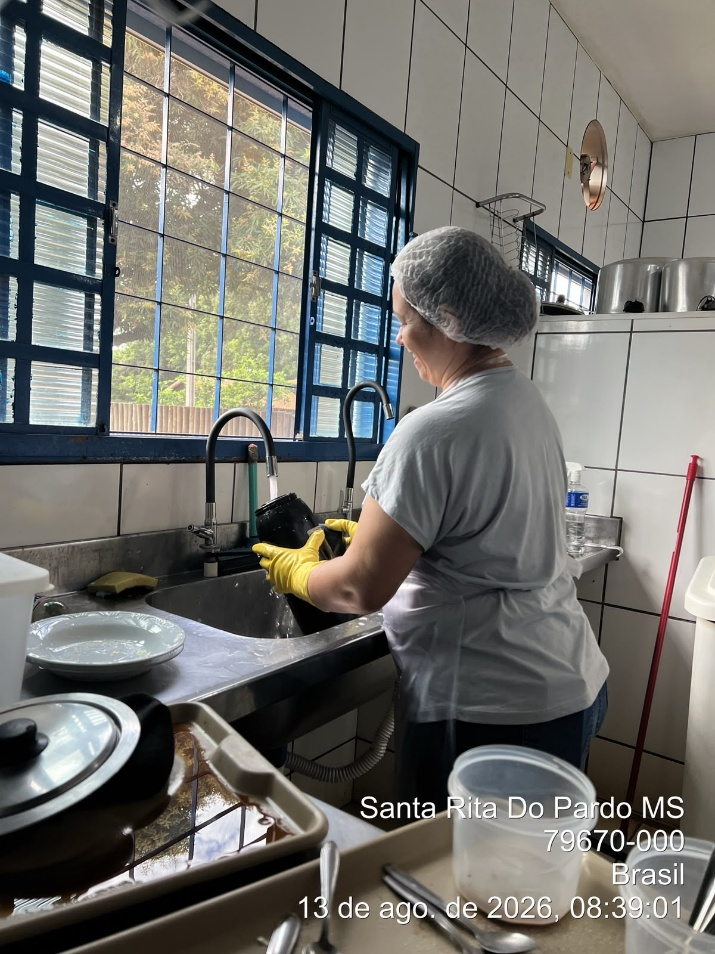 Santa Rita Do Pardo MS
79670-000
Brasil
13 de ago. de 2026, 08:39:01